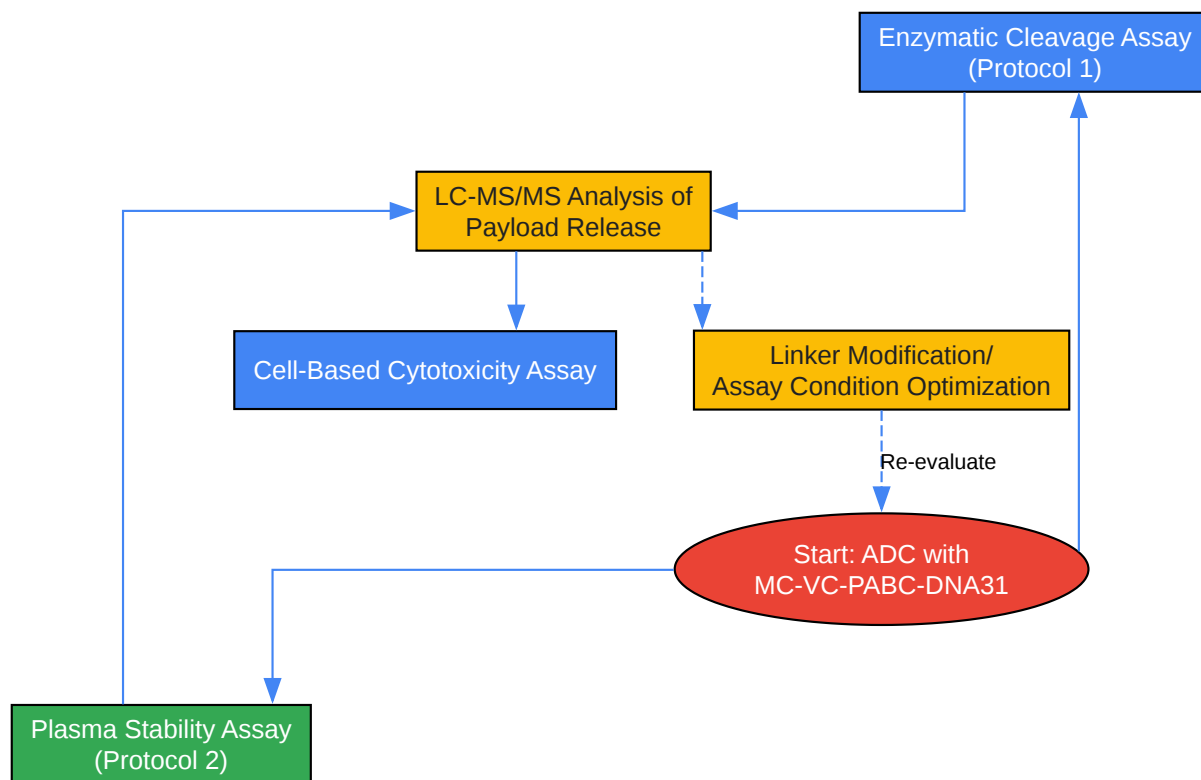 Enzymatic Cleavage Assay
(Protocol 1)
LC-MS/MS Analysis of
Payload Release
Cell-Based Cytotoxicity Assay
Linker Modification/
Assay Condition Optimization
Re-evaluate
Start: ADC with
MC-VC-PABC-DNA31
Plasma Stability Assay
(Protocol 2)